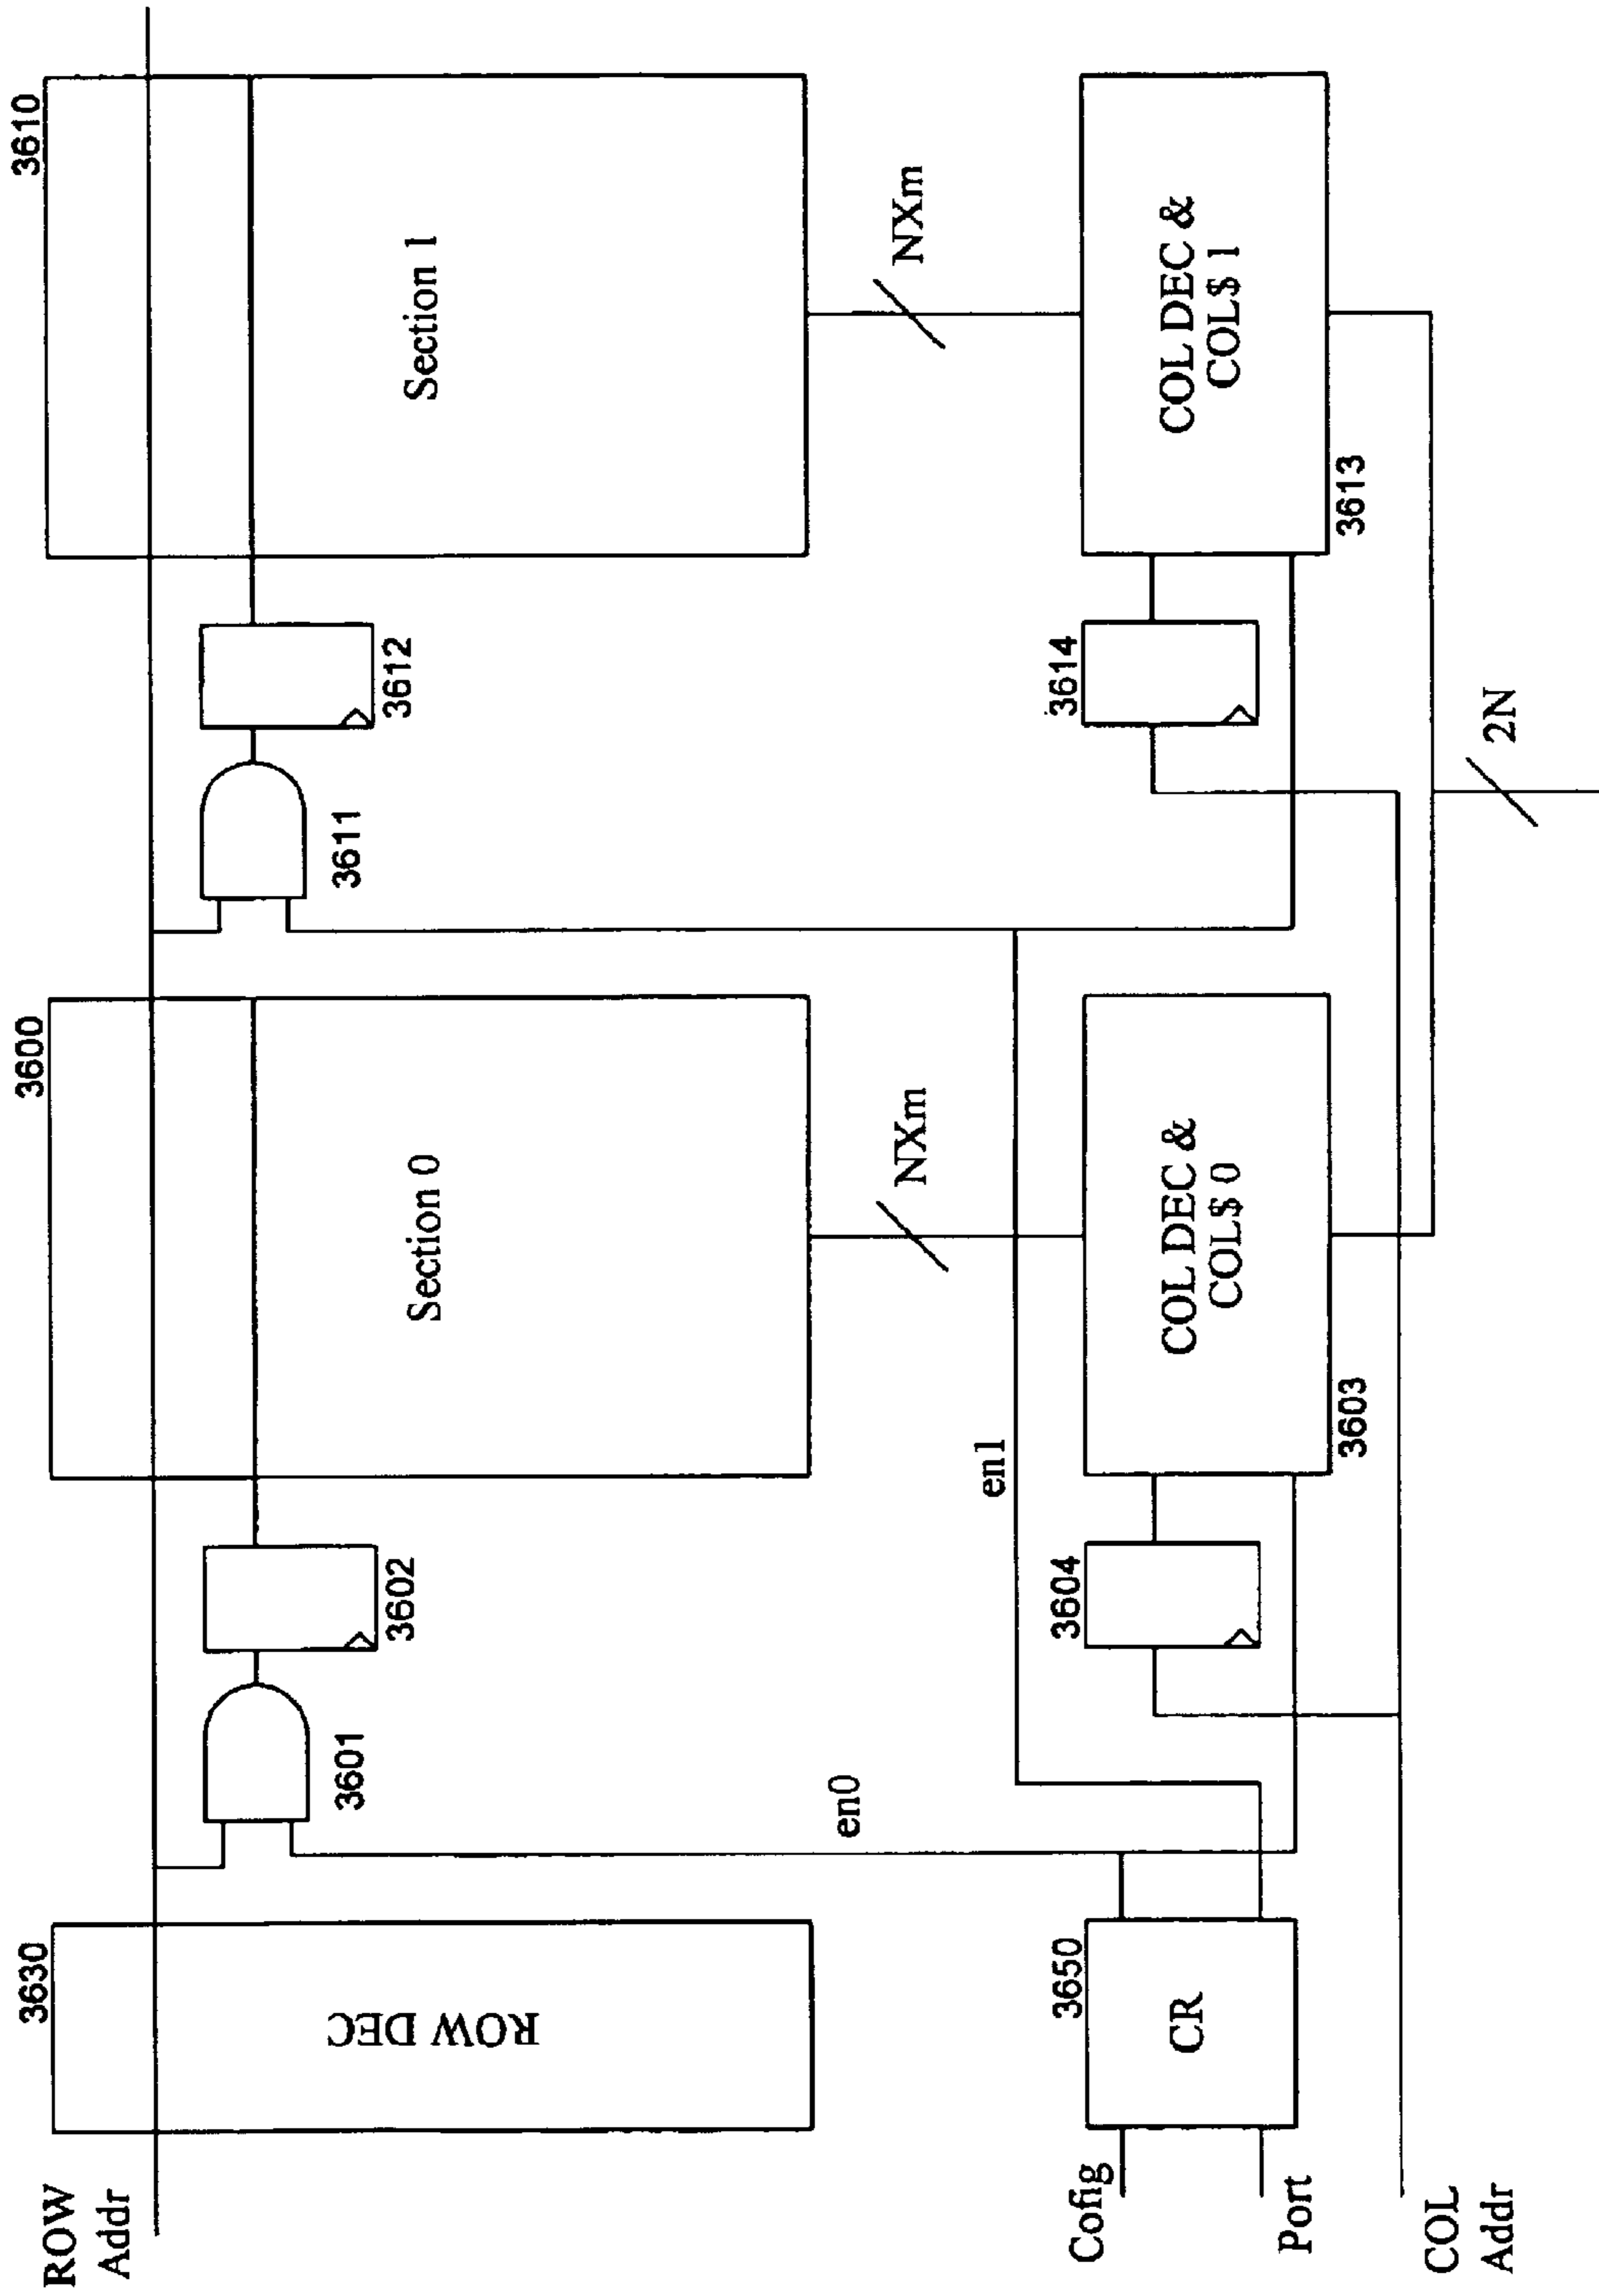 ROW
Addr
3630
ROW DEC
3601
3602
3600
Section 0
3611
3612
3610
Section 1
en0
en1
NXm
NXm
Cofig
Port
3650
CR
3604
COL DEC &
COL$ 0
3603
3614
COL DEC &
COL$ 1
3613
COL
Addr
2N